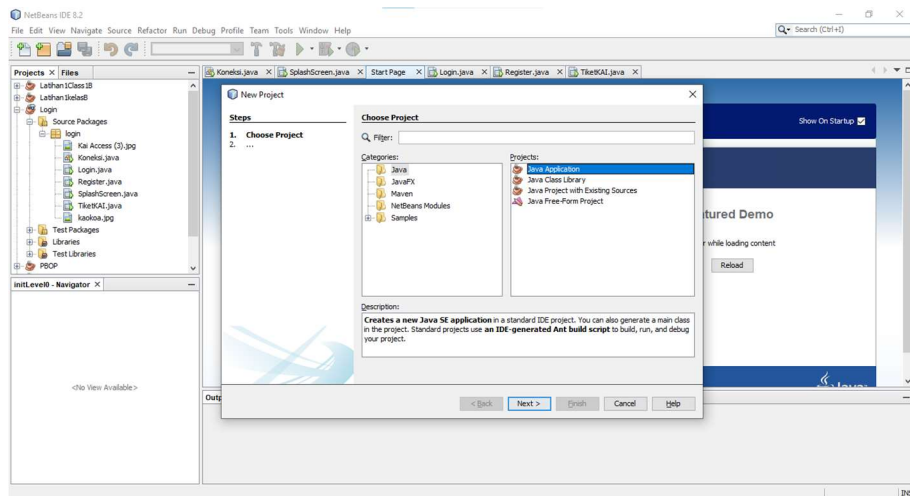 NetBeans IDE 8.2
File Edit View Navigate Source Refactor Run Debug Profile Team Tools Window Help
Search (Ctrl+I)
Projects
Files
Koneksi.java
SplashScreen.java
Start Page
Login.java
Register.java
TiketKAI.java
Latihan1Class1B
Latihan1kelasB
Login
Source Packages
login
Kai Access (3).jpg
Koneksi.java
Login.java
Register.java
SplashScreen.java
TiketKAI.java
kaokoa.jpg
Test Packages
Libraries
Test Libraries
PBOP
initLevel0 - Navigator
<No View Available>
New Project
Steps
1. Choose Project
2. ...
Choose Project
Filter:
Categories:
Java
JavaFX
Maven
NetBeans Modules
Samples
Projects:
Java Application
Java Class Library
Java Project with Existing Sources
Java Free-Form Project
Description:
Creates a new Java SE application in a standard IDE project. You can also generate a main class
in the project. Standard projects use an IDE-generated Ant build script to build, run, and debug
your project.
< Back
Next >
Finish
Cancel
Help
Show On Startup
tured Demo
r while loading content
Reload
Java
Outp
INS